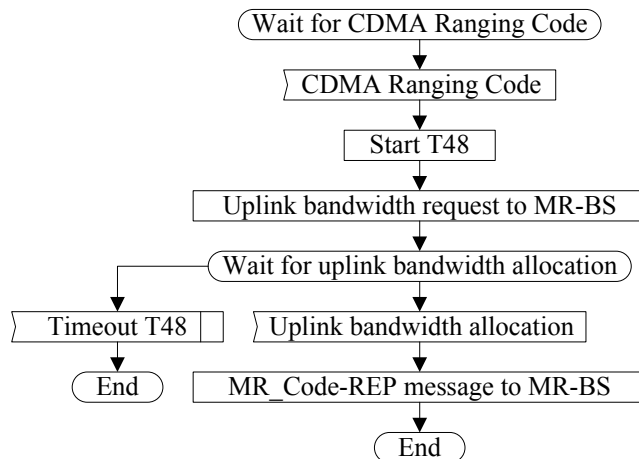 Wait for CDMA Ranging Code
CDMA Ranging Code
Start T48
Uplink bandwidth request to MR-BS
Wait for uplink bandwidth allocation
Timeout T48
Uplink bandwidth allocation
End
MR_Code-REP message to MR-BS
End